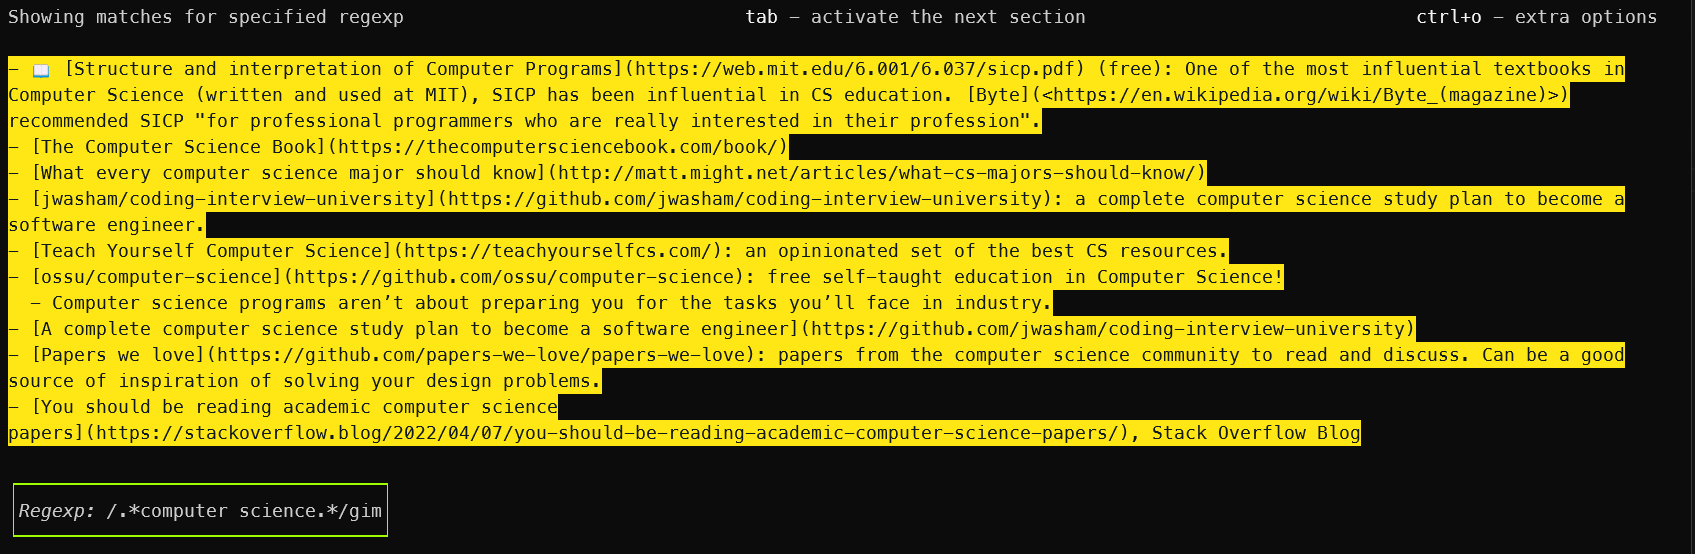 Showing matches for specified regexp tab – activate the next section ctrl+o – extra options
– 📖 [Structure and interpretation of Computer Programs](https://web.mit.edu/6.001/6.037/sicp.pdf) (free): One of the most influential textbooks in
Computer Science (written and used at MIT), SICP has been influential in CS education. [Byte](<https://en.wikipedia.org/wiki/Byte_(magazine)>)
recommended SICP "for professional programmers who are really interested in their profession".
– [The Computer Science Book](https://thecomputersciencebook.com/book/)
– [What every computer science major should know](http://matt.might.net/articles/what-cs-majors-should-know/)
– [jwasham/coding-interview-university](https://github.com/jwasham/coding-interview-university): a complete computer science study plan to become a
software engineer.
– [Teach Yourself Computer Science](https://teachyourselfcs.com/): an opinionated set of the best CS resources.
– [ossu/computer-science](https://github.com/ossu/computer-science): free self-taught education in Computer Science!
– Computer science programs aren’t about preparing you for the tasks you’ll face in industry.
– [A complete computer science study plan to become a software engineer](https://github.com/jwasham/coding-interview-university)
– [Papers we love](https://github.com/papers-we-love/papers-we-love): papers from the computer science community to read and discuss. Can be a good
source of inspiration of solving your design problems.
– [You should be reading academic computer science
papers](https://stackoverflow.blog/2022/04/07/you-should-be-reading-academic-computer-science-papers/), Stack Overflow Blog
Regexp: /.*computer science.*/gim